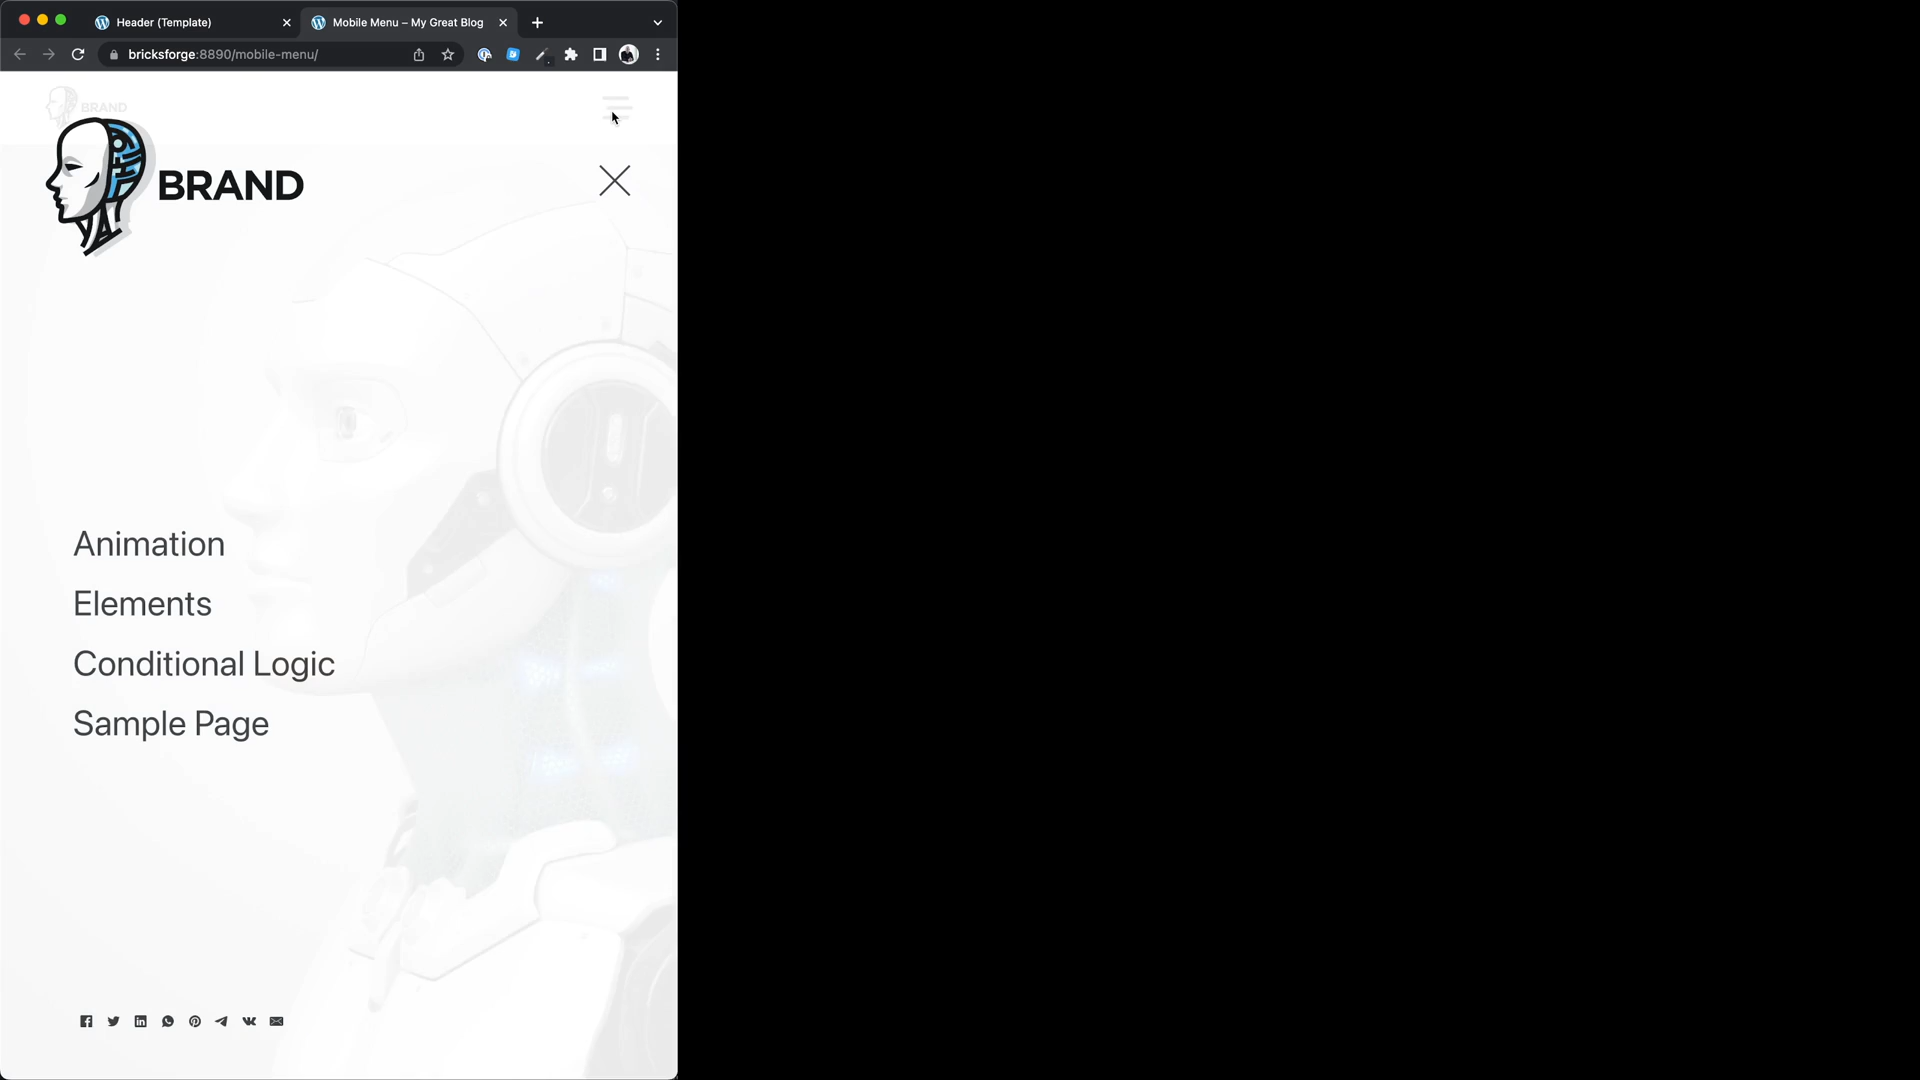 Header (Template)
Mobile Menu – My Great Blog
bricksforge:8890/mobile-menu/
BRAND
BRAND
Animation
Elements
Conditional Logic
Sample Page